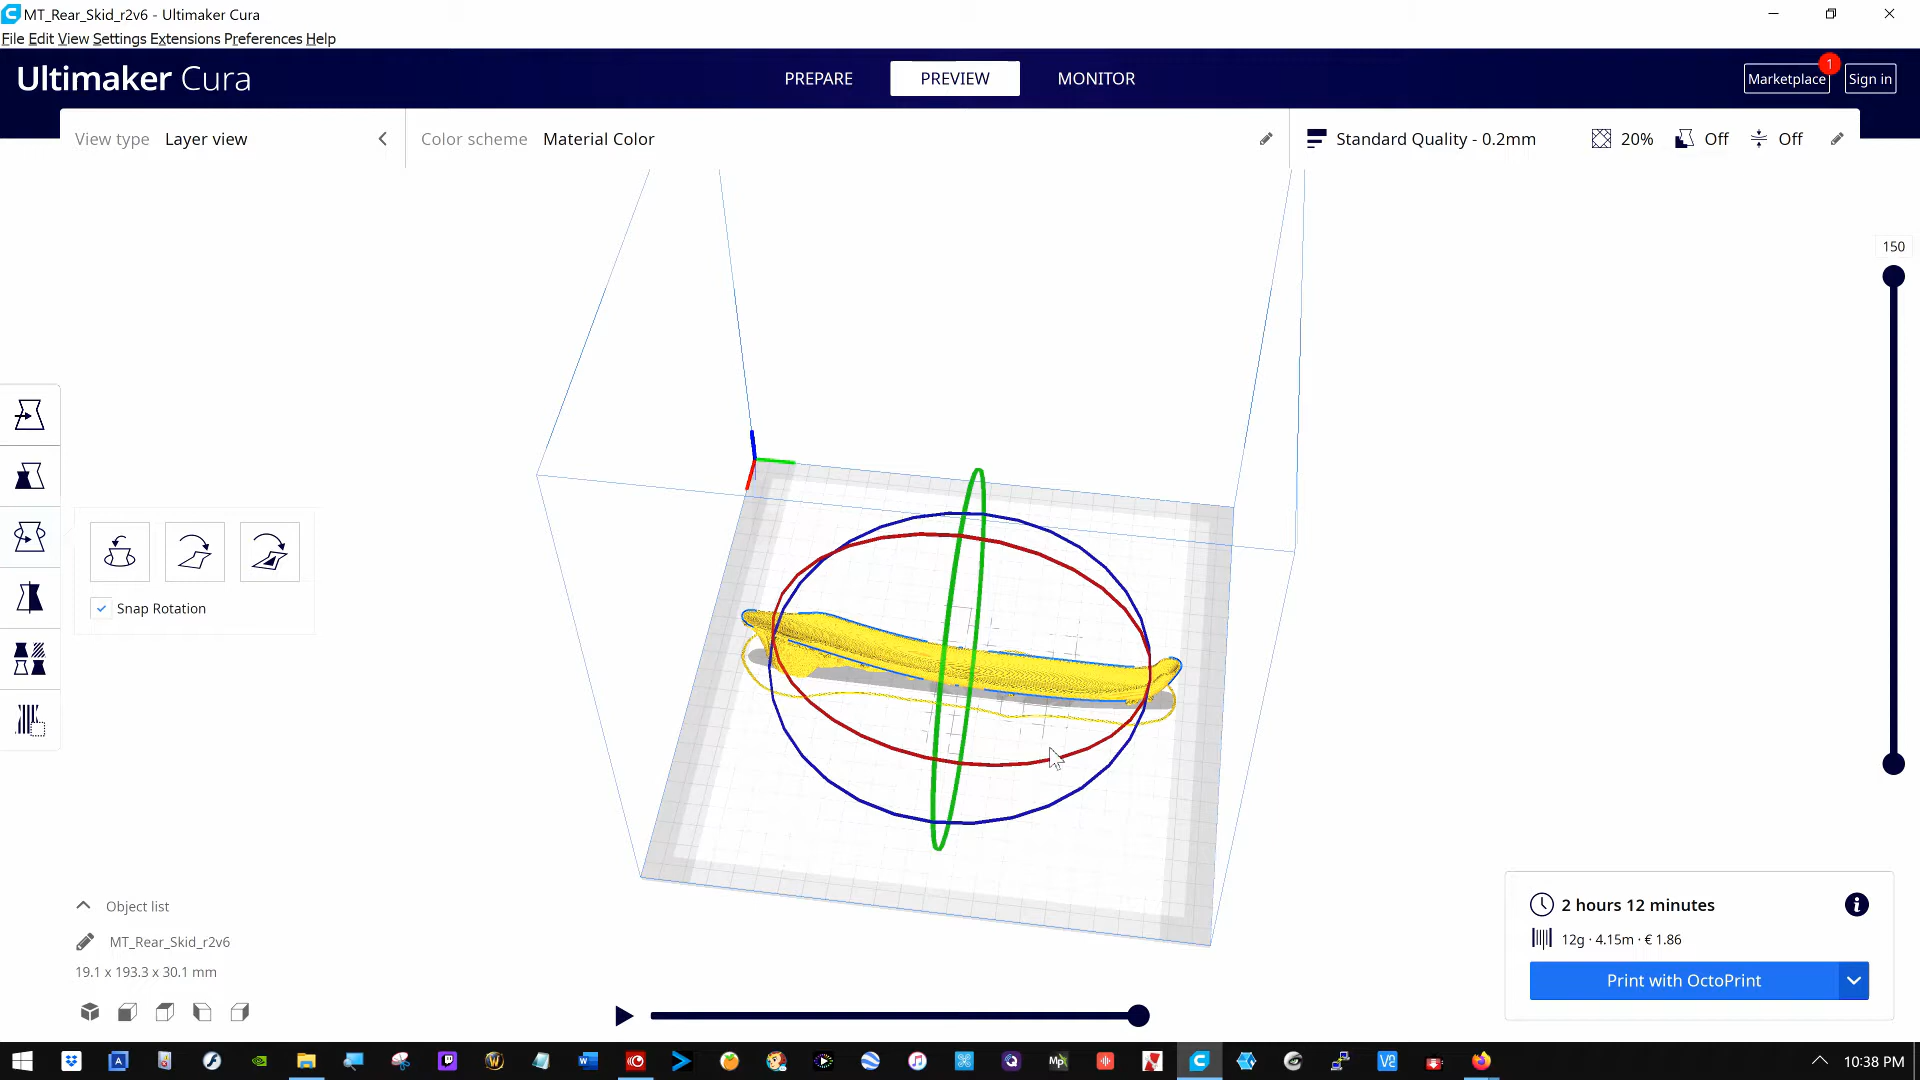 MT_Rear_Skid_r2v6 - Ultimaker Cura
File Edit View Settings Extensions Preferences Help
Ultimaker Cura
PREPARE
PREVIEW
MONITOR
Marketplace
1
Sign in
View type Layer view
Color scheme Material Color
Standard Quality - 0.2mm
20%
Off
Off
150
Snap Rotation
Object list
MT_Rear_Skid_r2v6
19.1 x 193.3 x 30.1 mm
2 hours 12 minutes
12g · 4.15m · € 1.86
Print with OctoPrint
10:38 PM